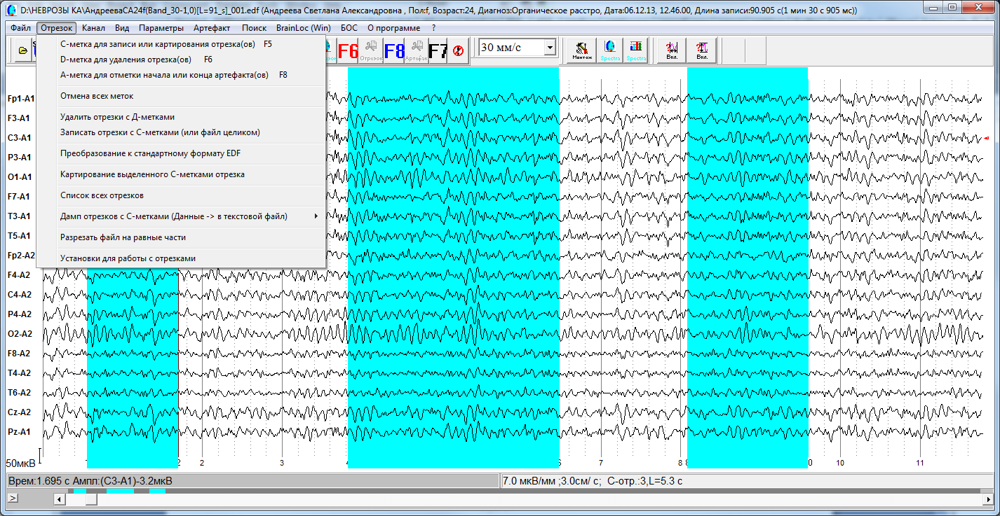 D:\НЕВРОЗЫ КА\АндрееваСА24f(Band_30-1,0)[L=91_s]_001.edf (Андреева Светлана Александровна , Пол:f, Возраст:24, Диагноз:Органическое расстро, Дата:06.12.13, 12.46.00, Длина записи:90.905 с(1 мин 30 с 905 мс))
Файл Отрезок Канал Вид Параметры Артефакт Поиск BrainLoc (Win) БОС О программе ?
F6 Отрезок F8 Артефак F7 30 мм/с Монтаж Spectra Spectra Вкл. Вкл.
С-метка для записи или картирования отрезка(ов) F5
D-метка для удаления отрезка(ов) F6
А-метка для отметки начала или конца артефакта(ов) F8
Отмена всех меток
Удалить отрезки с Д-метками
Записать отрезки с С-метками (или файл целиком)
Преобразование к стандартному формату EDF
Картирование выделенного С-метками отрезка
Список всех отрезков
Дамп отрезков с С-метками (Данные -> в текстовой файл)
Разрезать файл на равные части
Установки для работы с отрезками
Fp1-A1
F3-A1
C3-A1
P3-A1
O1-A1
F7-A1
T3-A1
T5-A1
Fp2-A2
F4-A2
C4-A2
P4-A2
O2-A2
F8-A2
T4-A2
T6-A2
Cz-A2
Pz-A1
50мкВ
2 2 3 7 8 10 11
Врем:1.695 с Ампл:(C3-A1)-3.2мкВ
7.0 мкВ/мм ;3.0см/ с; С-отр.:3,L=5.3 с
>